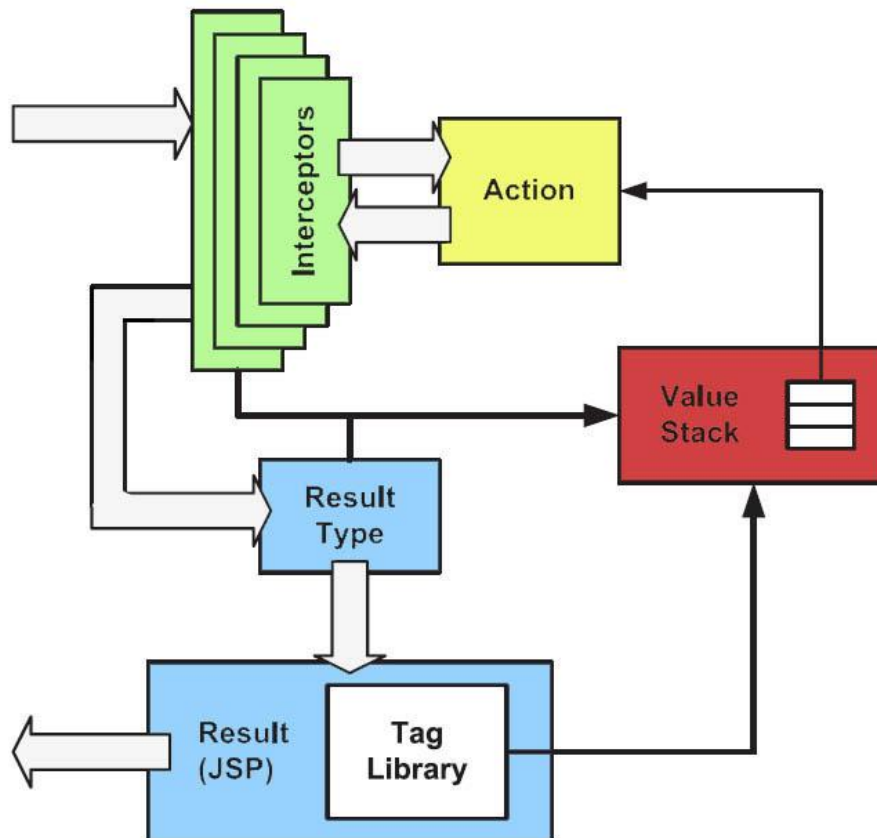 Interceptors
Action
Value
Stack
Result
Type
Result
(JSP)
Tag
Library